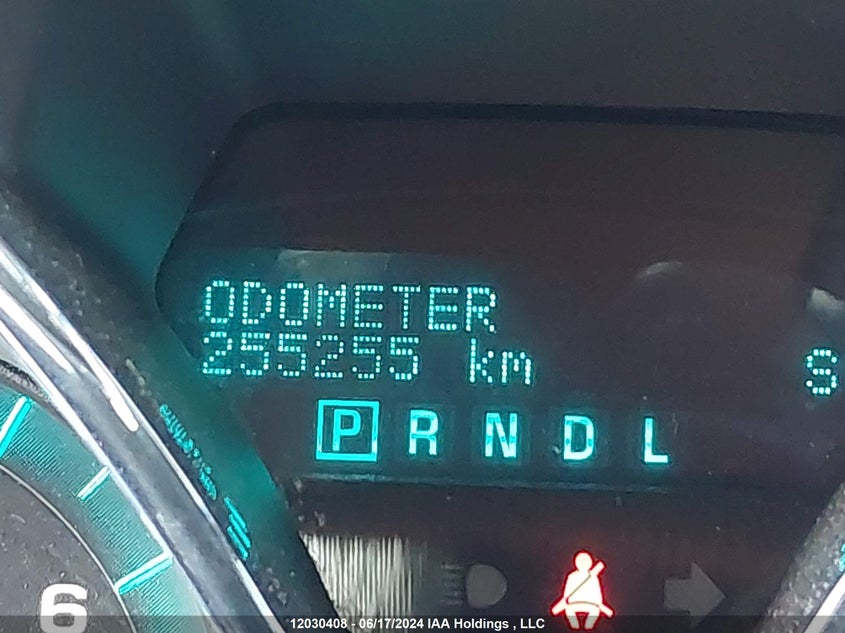 ODOMETER
255255 km
S
P R N D L
6
12030408 - 06/17/2024 IAA Holdings , LLC